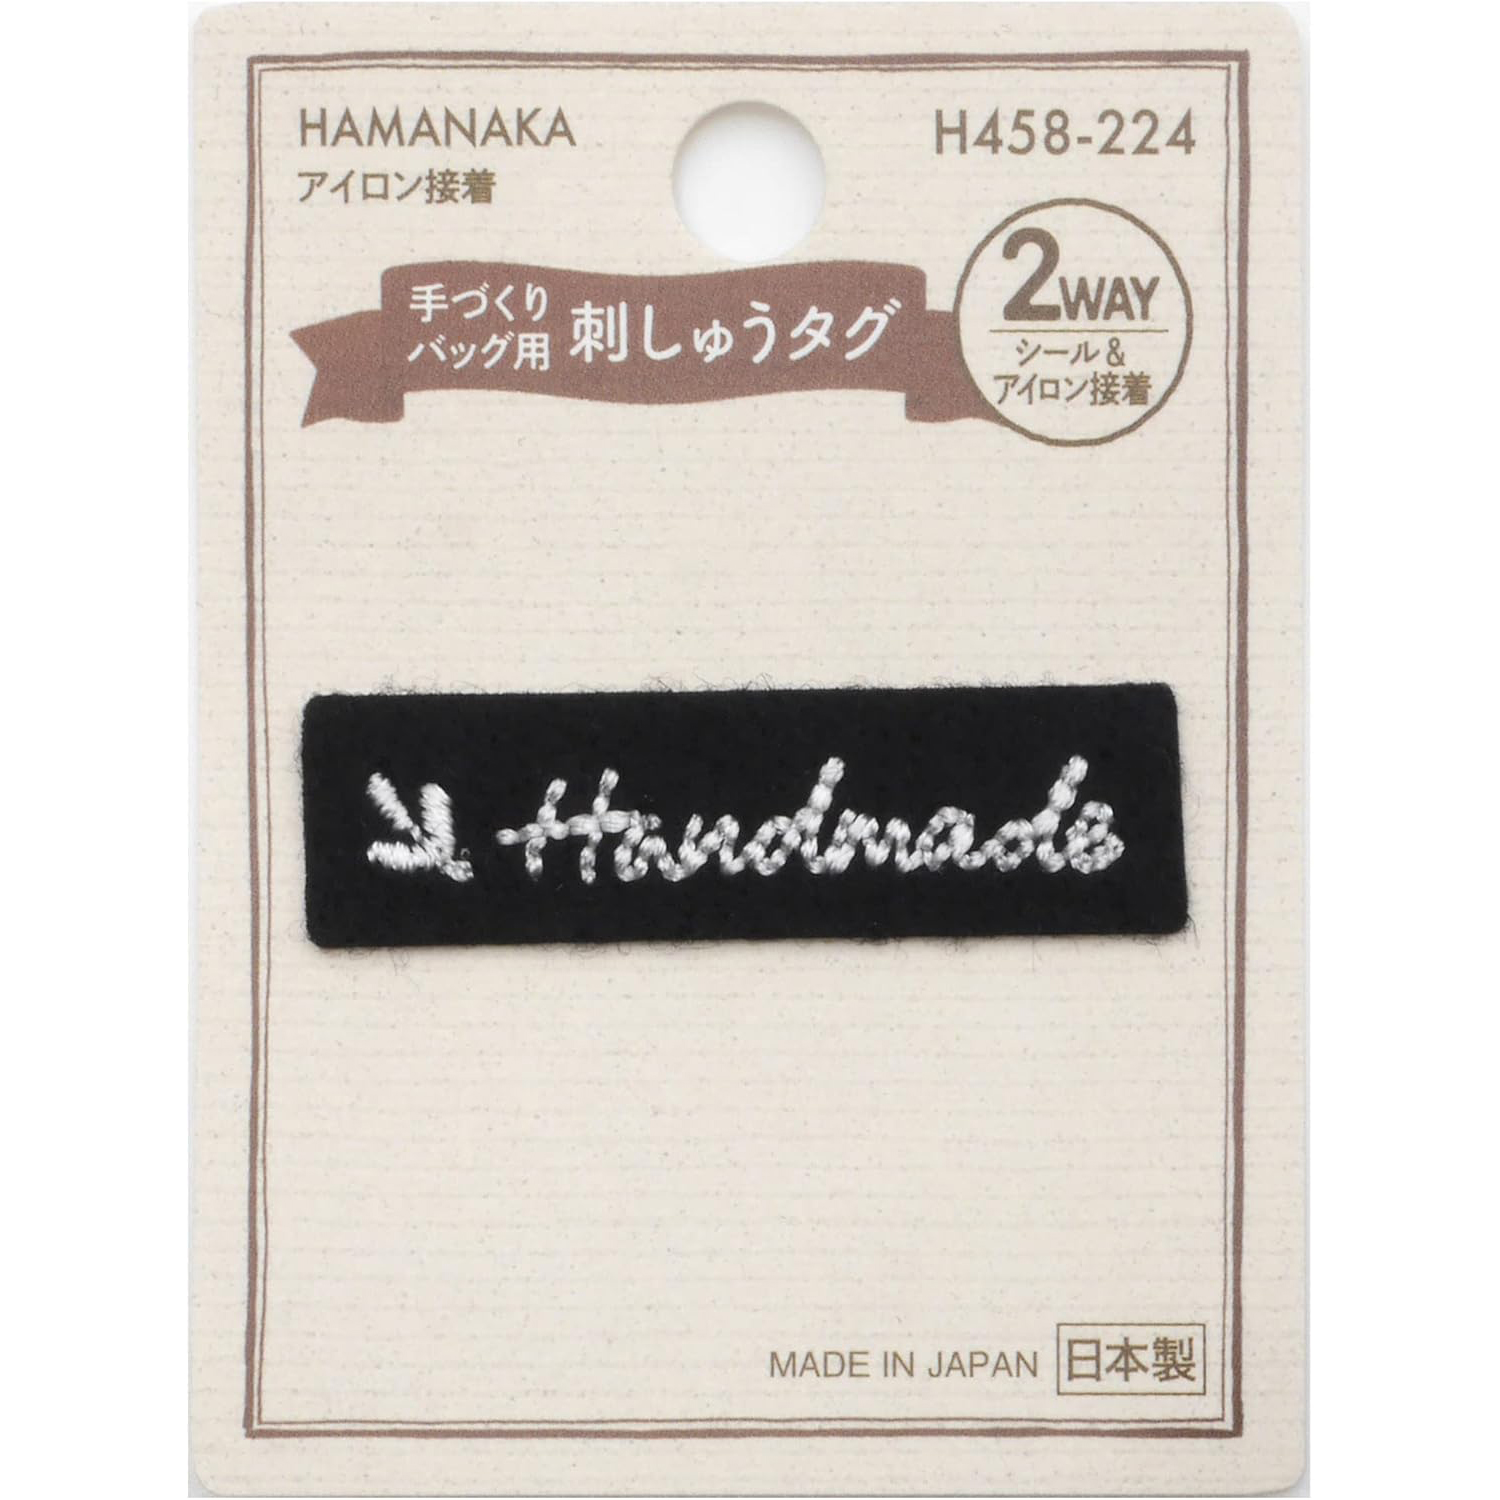 HAMANAKA
アイロン接着
H458-224
手づくり
バッグ用
刺しゅうタグ
2WAY
シール&
アイロン接着
Handmade
MADE IN JAPAN 日本製